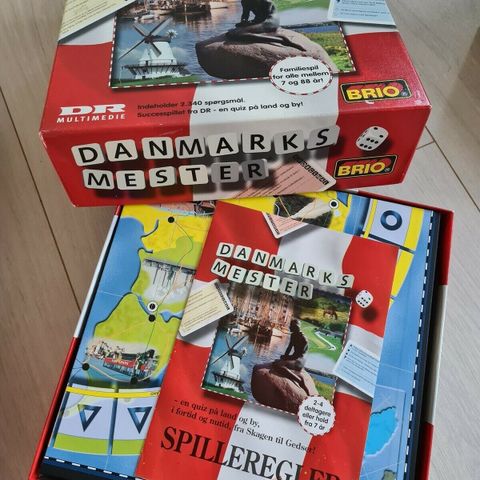 Familiespil
for alle mellem
7 og 88 år!
BRIO®
DR
MULTIMEDIE
Indeholder 2.340 spørgsmål.
Successpillet fra DR - en quiz på land og by!
DANMARKS
MESTER
BRIO®
DANMARKS
MESTER
2-4
deltagere
eller hold
fra 7 år
- en quiz på land og by,
i fortid og nutid, fra Skagen til Gedser!
SPILLEREGLER